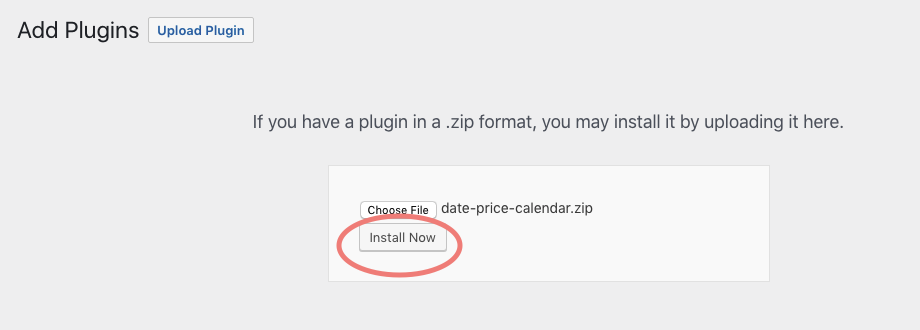 Add Plugins Upload Plugin
If you have a plugin in a .zip format, you may install it by uploading it here.
Choose File date-price-calendar.zip
Install Now